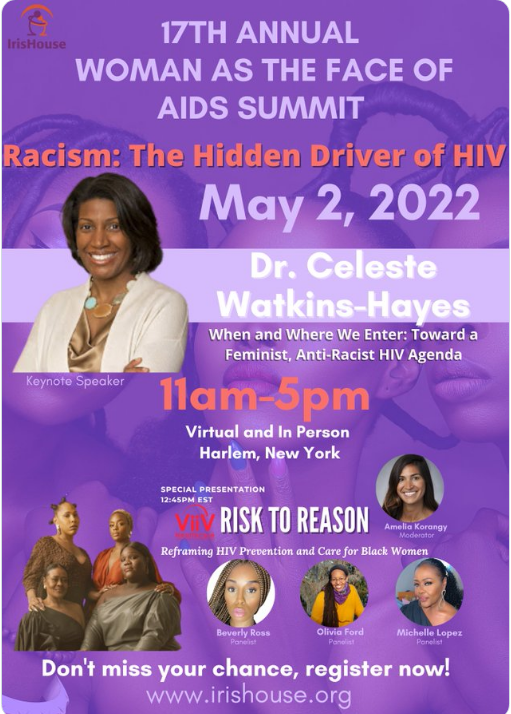 IrisHouse
17TH ANNUAL
WOMAN AS THE FACE OF
AIDS SUMMIT
Racism: The Hidden Driver of HIV
May 2, 2022
Dr. Celeste
Watkins-Hayes
When and Where We Enter: Toward a
Feminist, Anti-Racist HIV Agenda
Keynote Speaker
11am-5pm
Virtual and In Person
Harlem, New York
SPECIAL PRESENTATION
12:45PM EST
ViiV
RISK TO REASON
Reframing HIV Prevention and Care for Black Women
Amelia Korangy
Moderator
Beverly Ross
Panelist
Olivia Ford
Panelist
Michelle Lopez
Panelist
Don't miss your chance, register now!
www.irishouse.org